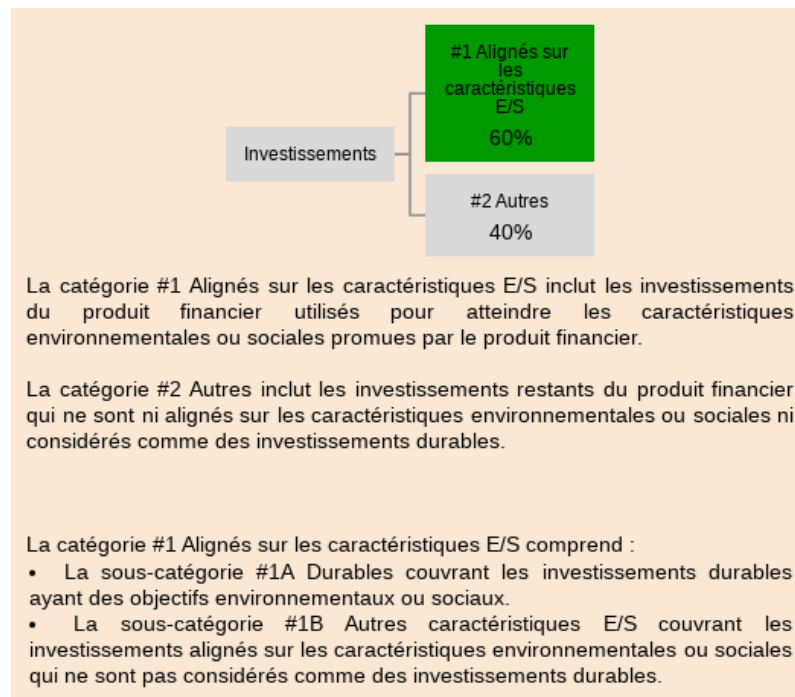 #1 Alignés sur
les
caractéristiques
E/S
60%
Investissements
#2 Autres
40%
La catégorie #1 Alignés sur les caractéristiques E/S inclut les investissements
du produit financier utilisés pour atteindre les caractéristiques
environnementales ou sociales promues par le produit financier.
La catégorie #2 Autres inclut les investissements restants du produit financier
qui ne sont ni alignés sur les caractéristiques environnementales ou sociales ni
considérés comme des investissements durables.
La catégorie #1 Alignés sur les caractéristiques E/S comprend :
• La sous-catégorie #1A Durables couvrant les investissements durables
ayant des objectifs environnementaux ou sociaux.
• La sous-catégorie #1B Autres caractéristiques E/S couvrant les
investissements alignés sur les caractéristiques environnementales ou sociales
qui ne sont pas considérés comme des investissements durables.